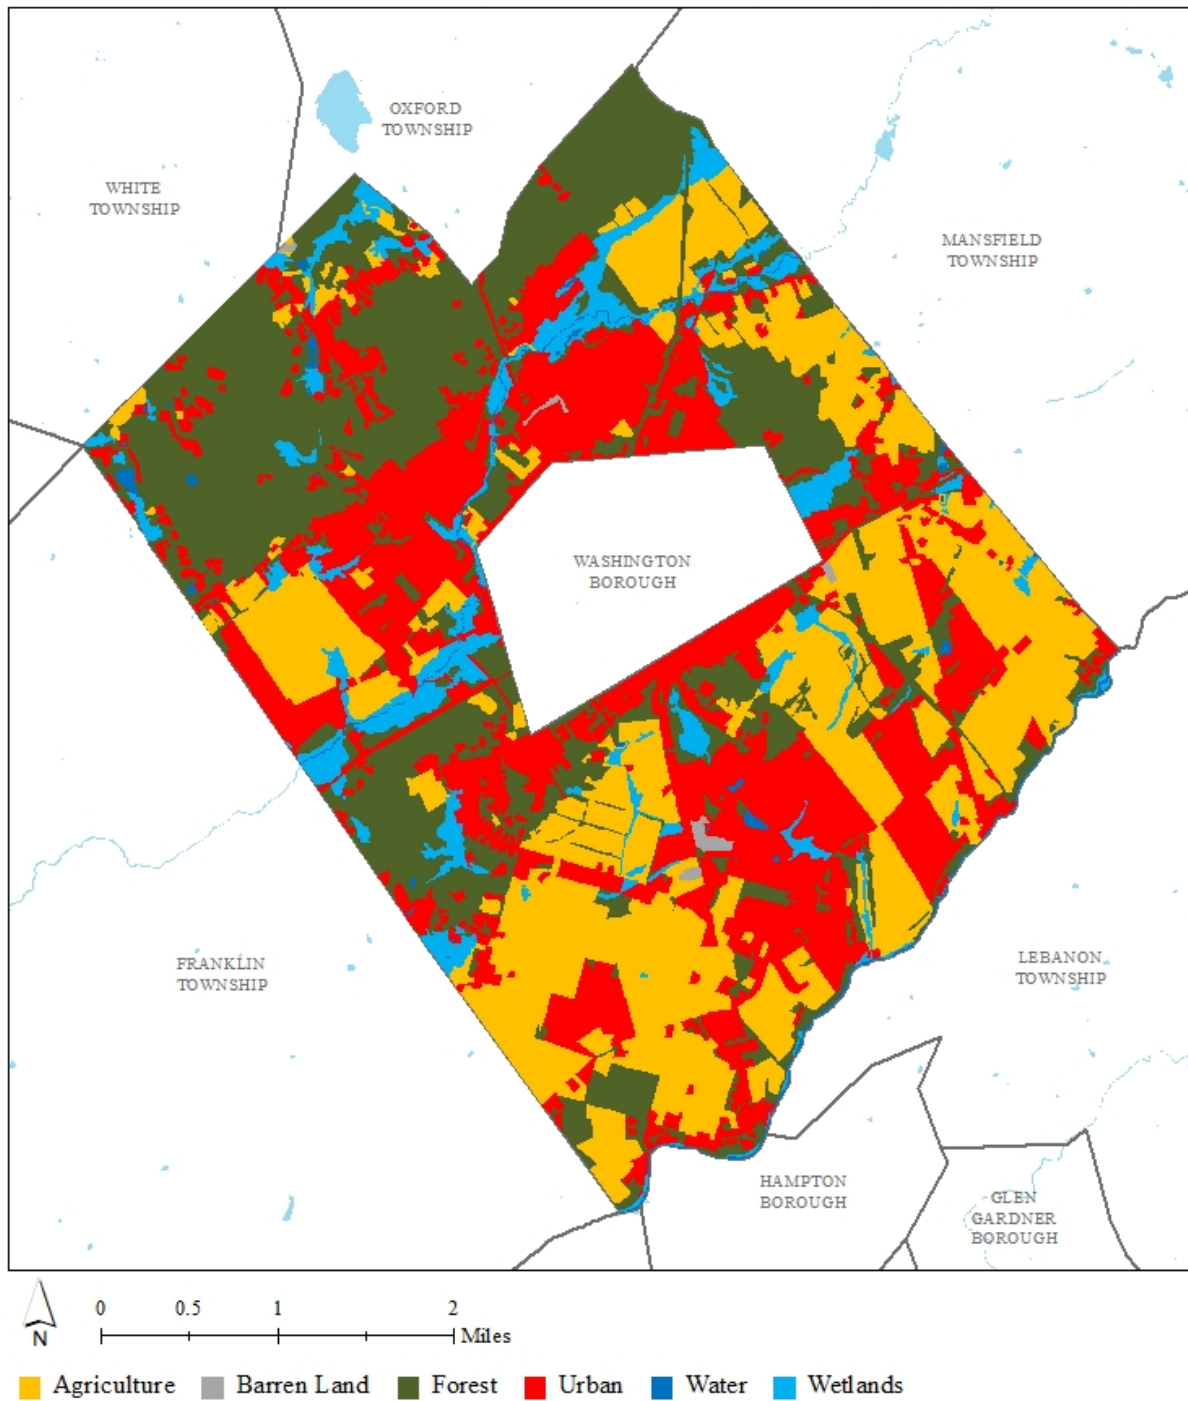 OXFORD
TOWNSHIP
WHITE
TOWNSHIP
MANSFIELD
TOWNSHIP
WASHINGTON
BOROUGH
FRANKLIN
TOWNSHIP
LEBANON
TOWNSHIP
HAMPTON
BOROUGH
GLEN
GARDNER
BOROUGH
N
0 0.5 1 2
Miles
Agriculture Barren Land Forest Urban Water Wetlands